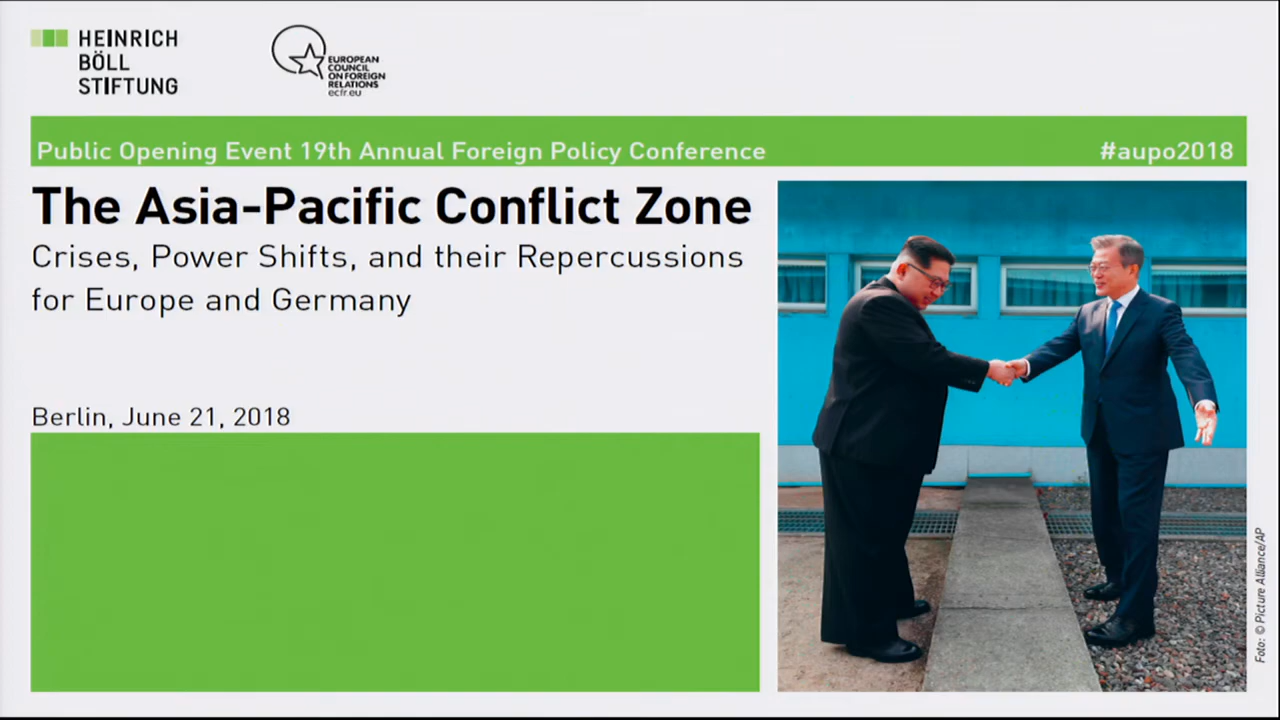 HEINRICH
BÖLL
STIFTUNG
EUROPEAN
COUNCIL
ON FOREIGN
RELATIONS
ecfr.eu
Public Opening Event 19th Annual Foreign Policy Conference
#aupo2018
The Asia-Pacific Conflict Zone
Crises, Power Shifts, and their Repercussions
for Europe and Germany
Berlin, June 21, 2018
Foto: © Picture Alliance/AP